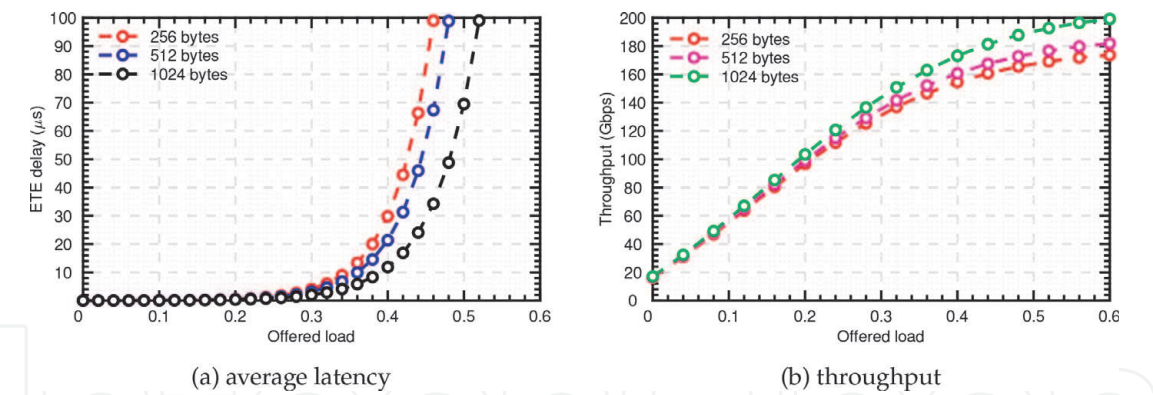 100
90
80
70
60
50
40
30
20
10
ETE delay (μs)
256 bytes
512 bytes
1024 bytes
0 0.1 0.2 0.3 0.4 0.5 0.6
Offered load
(a) average latency
200
180
160
140
120
100
80
60
40
20
0
Throughput (Gbps)
256 bytes
512 bytes
1024 bytes
0 0.1 0.2 0.3 0.4 0.5 0.6
Offered load
(b) throughput